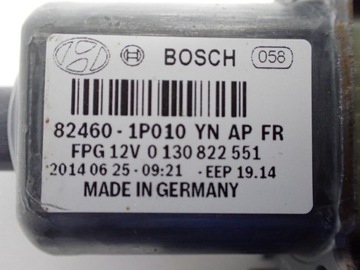 BOSCH 058
82460-1P010 YN AP FR
FPG 12V 0 130 822 551
2014 06 25 - 09:21 - EEP 19.14
MADE IN GERMANY